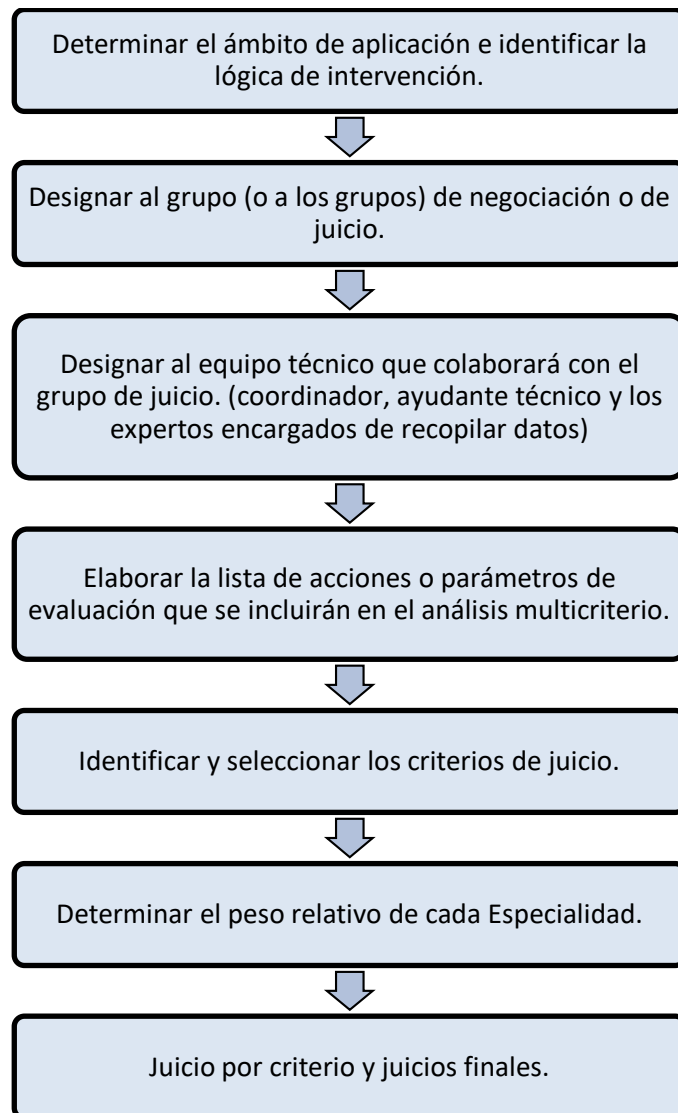 Determinar el ámbito de aplicación e identificar la
lógica de intervención.
Designar al grupo (o a los grupos) de negociación o de
juicio.
Designar al equipo técnico que colaborará con el
grupo de juicio. (coordinador, ayudante técnico y los
expertos encargados de recopilar datos)
Elaborar la lista de acciones o parámetros de
evaluación que se incluirán en el análisis multicriterio.
Identificar y seleccionar los criterios de juicio.
Determinar el peso relativo de cada Especialidad.
Juicio por criterio y juicios finales.